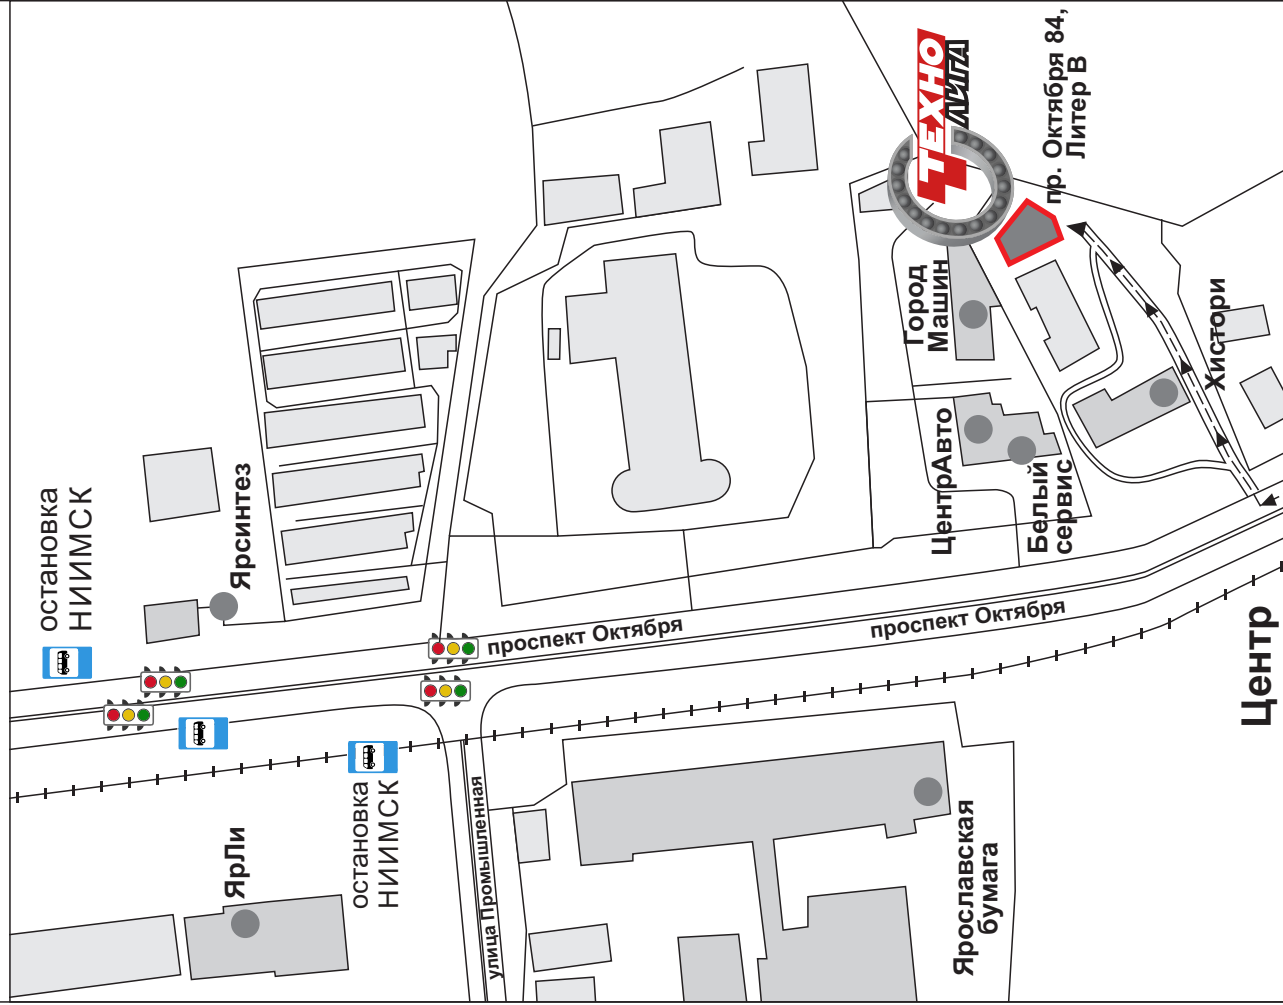 остановка
НИИМСК
Ярсинтез
ТЕХНО
ЛИГА
пр. Октября 84,
Литер В
Город
Машин
ЦентрАвто
Белый
сервис
Хистори
проспект Октября
проспект Октября
Центр
остановка
НИИМСК
ЯрЛи
улица Промышленная
Ярославская
бумага